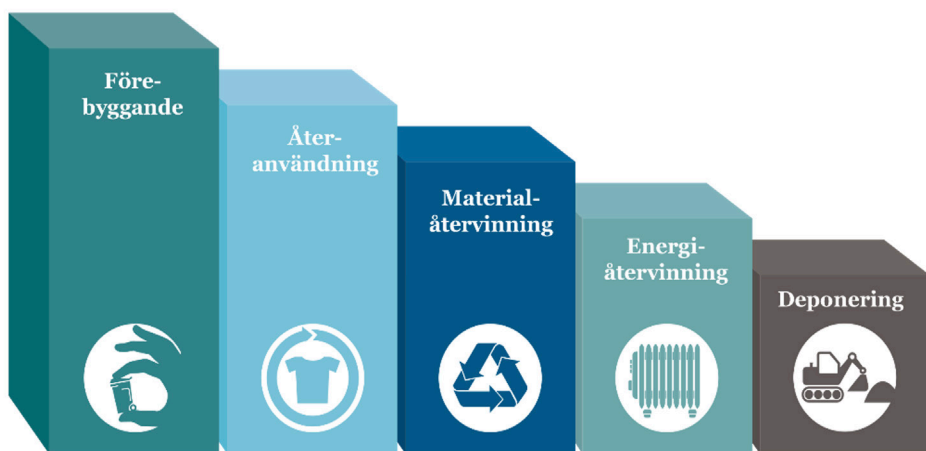 Före-
byggande
Åter-
användning
Material-
återvinning
Energi-
återvinning
Deponering